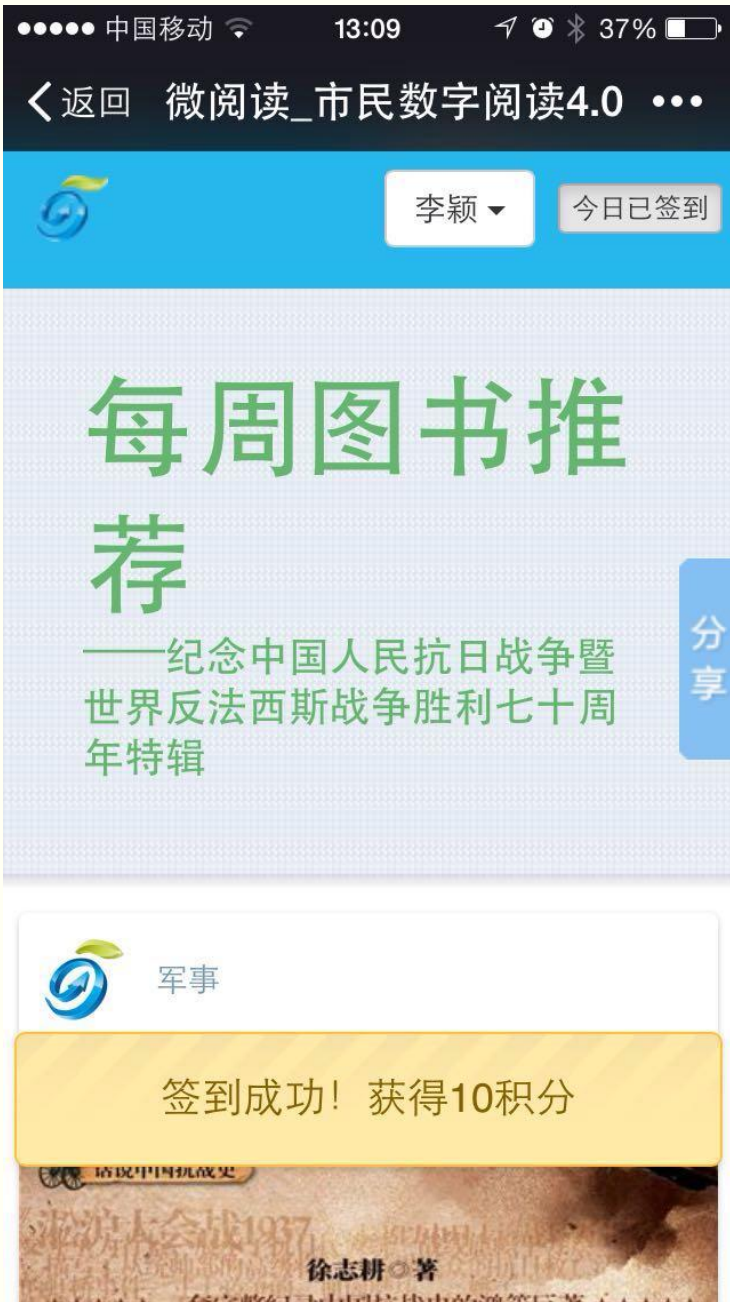 中国移动 13:09 37%
返回 微阅读_市民数字阅读4.0
李颖 今日已签到
每周图书推
荐
——纪念中国人民抗日战争暨
世界反法西斯战争胜利七十周
年特辑
分
享
军事
签到成功！获得10积分
话说中国抗战史
淞沪大会战1937
徐志耕◎著